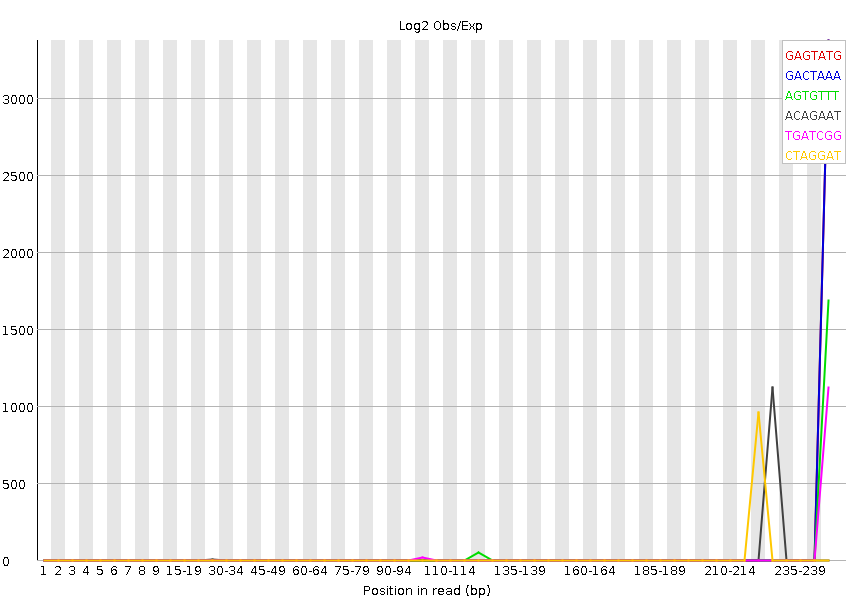 Log2 Obs/Exp
GAGTATG
GACTAAA
AGTGTTT
ACAGAAT
TGATCGG
CTAGGAT
3000
2500
2000
1500
1000
500
0
1 2 3 4 5 6 7 8 9 15-19 30-34 45-49 60-64 75-79 90-94 110-114 135-139 160-164 185-189 210-214 235-239
Position in read (bp)